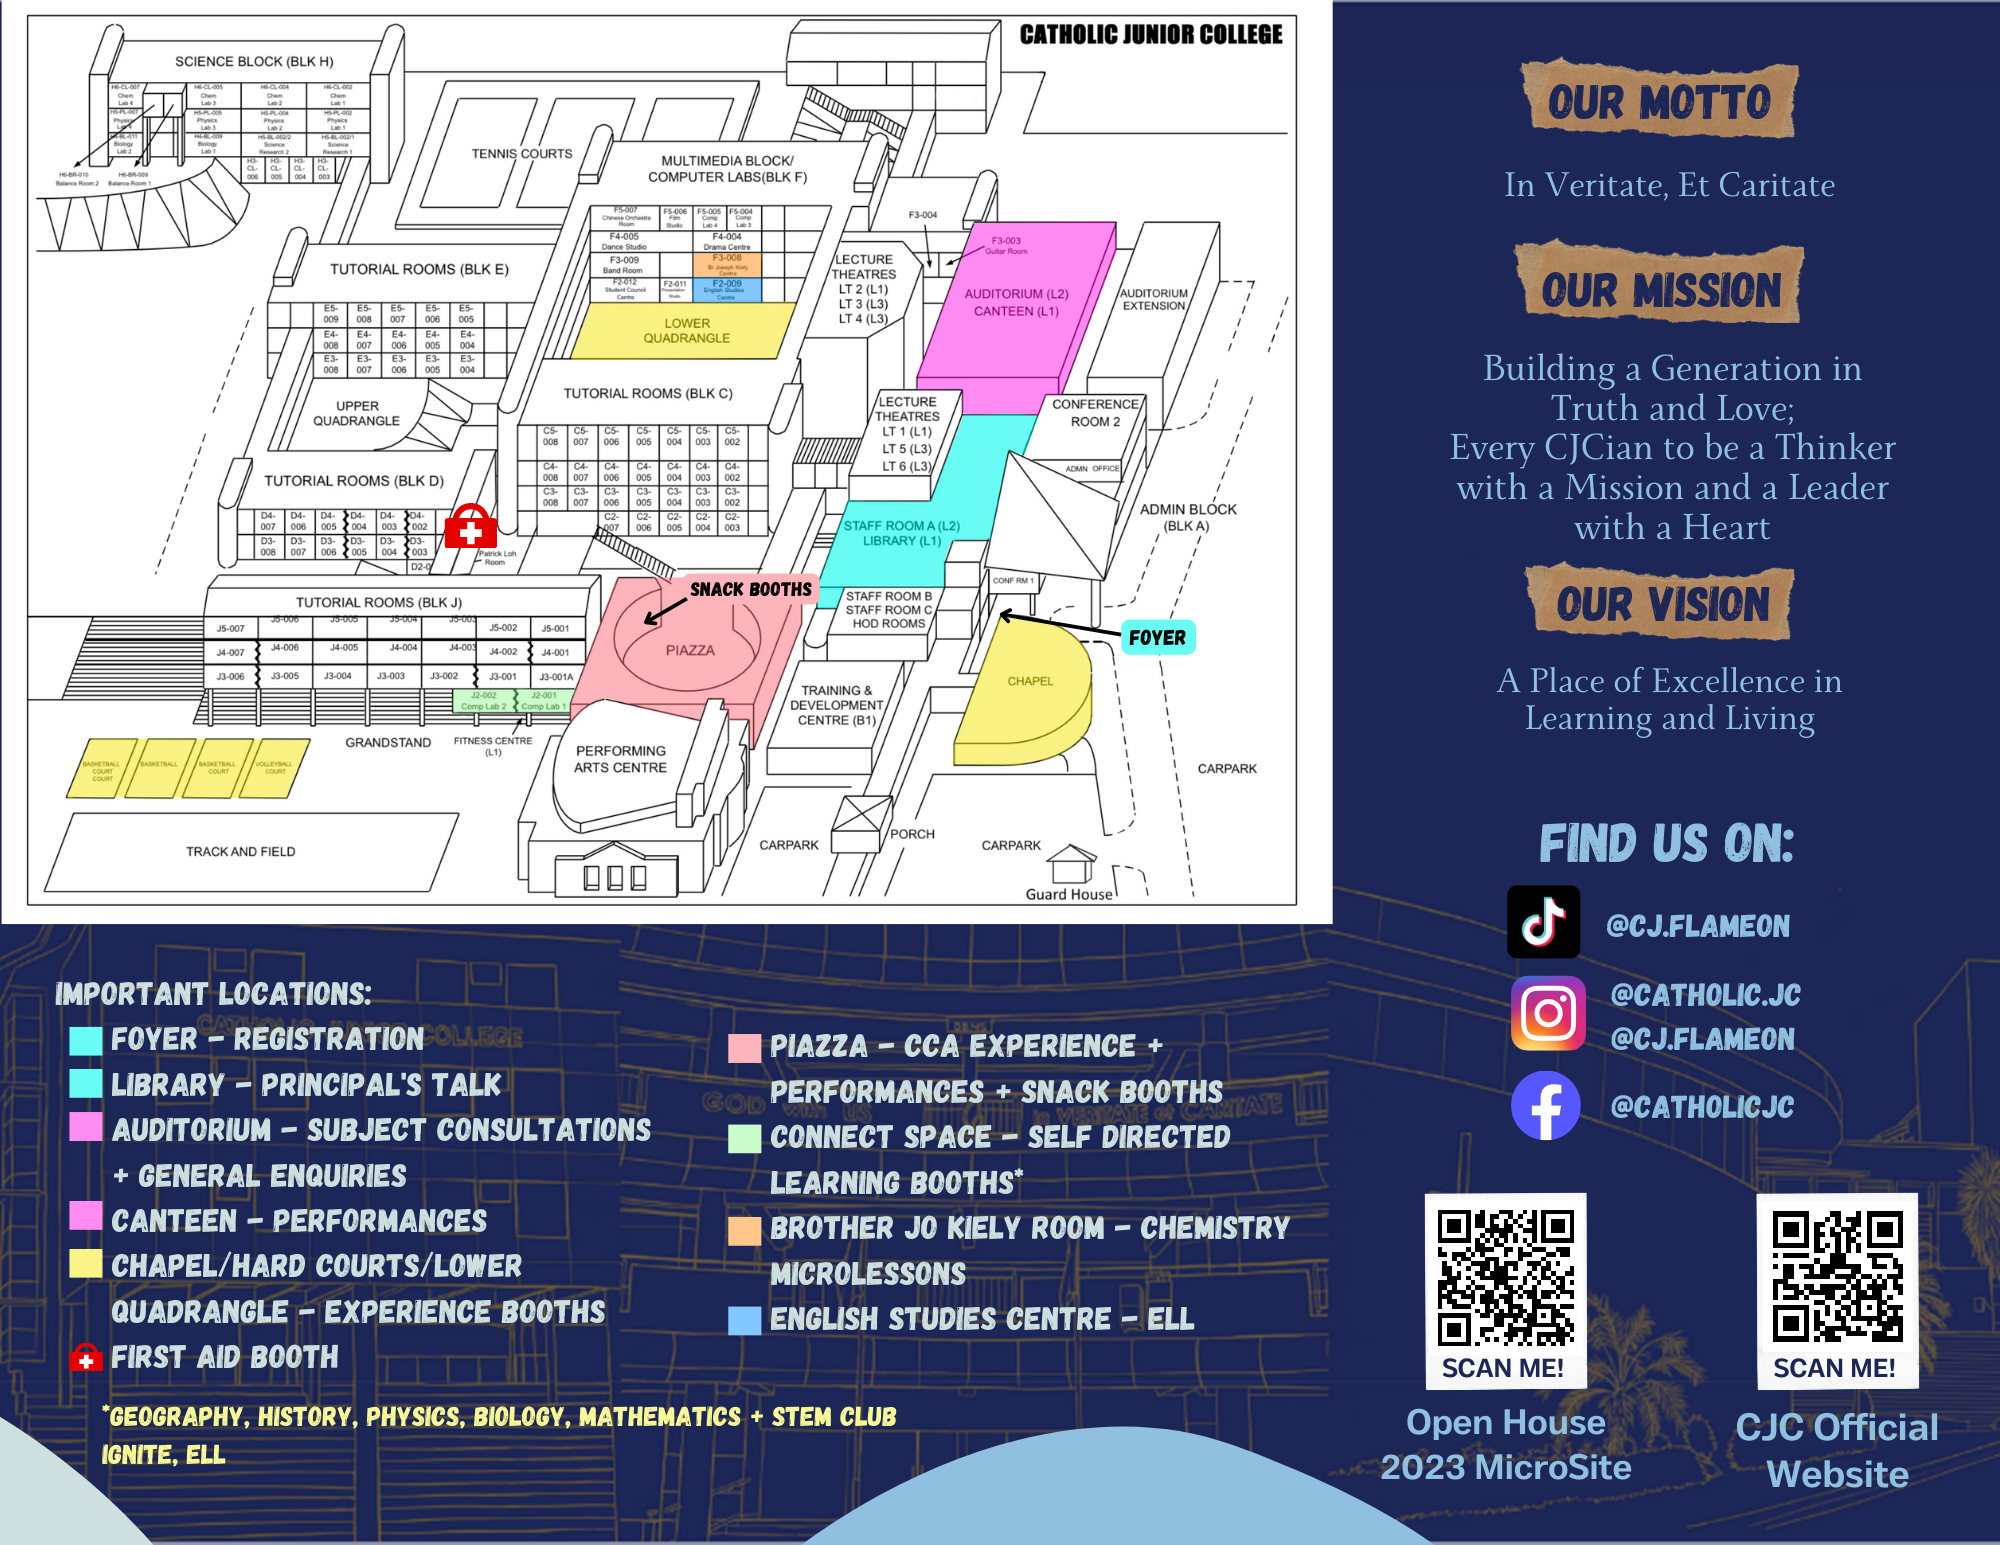 CATHOLIC JUNIOR COLLEGE
SCIENCE BLOCK (BLK H)
H6-CL-007 Chem Lab 4
H6-CL-005 Chem Lab 3
H6-CL-004 Chem Lab 2
H6-CL-002 Chem Lab 1
H5-PL-007 Physics Lab 4
H5-PL-005 Physics Lab 3
H5-PL-004 Physics Lab 2
H5-PL-002 Physics Lab 1
Biology Lab 2
H4-BL-009 Biology Lab 1
H5-BL-002/2 Science Research 2
H5-BL-002/1 Science Research 1
H3-CL-006
H3-CL-005
H3-CL-004
H3-CL-003
H6-BR-010 Balance Room 2
H6-BR-009 Balance Room 1
TENNIS COURTS
MULTIMEDIA BLOCK/
COMPUTER LABS(BLK F)
F5-007 Chinese Orchestra Room
F5-006 Film Studio
F5-005 Comp Lab 4
F5-004 Comp Lab 3
F4-005 Dance Studio
F4-004 Drama Centre
F3-009 Band Room
F3-008 Br Joseph Kiely Centre
F2-012 Student Council Centre
F2-011 Presentation Studio
F2-009 English Studies Centre
LOWER
QUADRANGLE
F3-004
F3-003
Guitar Room
LECTURE
THEATRES
LT 2 (L1)
LT 3 (L3)
LT 4 (L3)
AUDITORIUM (L2)
CANTEEN (L1)
AUDITORIUM
EXTENSION
TUTORIAL ROOMS (BLK E)
E5-009 E5-008 E5-007 E5-006 E5-005
E4-008 E4-007 E4-006 E4-005 E4-004
E3-008 E3-007 E3-006 E3-005 E3-004
UPPER
QUADRANGLE
TUTORIAL ROOMS (BLK C)
C5-008 C5-007 C5-006 C5-005 C5-004 C5-003 C5-002
C4-008 C4-007 C4-006 C4-005 C4-004 C4-003 C4-002
C3-008 C3-007 C3-006 C3-005 C3-004 C3-003 C3-002
C2-007 C2-006 C2-005 C2-004 C2-003
LECTURE
THEATRES
LT 1 (L1)
LT 5 (L3)
LT 6 (L3)
CONFERENCE
ROOM 2
ADMN OFFICE
ADMIN BLOCK
(BLK A)
TUTORIAL ROOMS (BLK D)
D4-007 D4-006 D4-005 D4-004 D4-003 D4-002
D3-008 D3-007 D3-006 D3-005 D3-004 D3-003
D2-0
Patrick Loh
Room
STAFF ROOM A (L2)
LIBRARY (L1)
CONF RM 1
STAFF ROOM B
STAFF ROOM C
HOD ROOMS
SNACK BOOTHS
PIAZZA
FOYER
CHAPEL
TUTORIAL ROOMS (BLK J)
J5-007 J5-006 J5-005 J5-004 J5-003 J5-002 J5-001
J4-007 J4-006 J4-005 J4-004 J4-003 J4-002 J4-001
J3-006 J3-005 J3-004 J3-003 J3-002 J3-001 J3-001A
J2-002 Comp Lab 2
J2-001 Comp Lab 1
GRANDSTAND
FITNESS CENTRE
(L1)
TRAINING &
DEVELOPMENT
CENTRE (B1)
PERFORMING
ARTS CENTRE
BASKETBALL COURT COURT
BASKETBALL
BASKETBALL COURT
VOLLEYBALL COURT
TRACK AND FIELD
CARPARK
PORCH
CARPARK
CARPARK
Guard House
IMPORTANT LOCATIONS:
FOYER - REGISTRATION
LIBRARY - PRINCIPAL'S TALK
AUDITORIUM - SUBJECT CONSULTATIONS
+ GENERAL ENQUIRIES
CANTEEN - PERFORMANCES
CHAPEL/HARD COURTS/LOWER
QUADRANGLE - EXPERIENCE BOOTHS
FIRST AID BOOTH
PIAZZA - CCA EXPERIENCE +
PERFORMANCES + SNACK BOOTHS
CONNECT SPACE - SELF DIRECTED
LEARNING BOOTHS*
BROTHER JO KIELY ROOM - CHEMISTRY
MICROLESSONS
ENGLISH STUDIES CENTRE - ELL
*GEOGRAPHY, HISTORY, PHYSICS, BIOLOGY, MATHEMATICS + STEM CLUB
IGNITE, ELL
OUR MOTTO
In Veritate, Et Caritate
OUR MISSION
Building a Generation in
Truth and Love;
Every CJCian to be a Thinker
with a Mission and a Leader
with a Heart
OUR VISION
A Place of Excellence in
Learning and Living
FIND US ON:
@CJ.FLAMEON
@CATHOLIC.JC
@CJ.FLAMEON
@CATHOLICJC
SCAN ME!
Open House
2023 MicroSite
SCAN ME!
CJC Official
Website